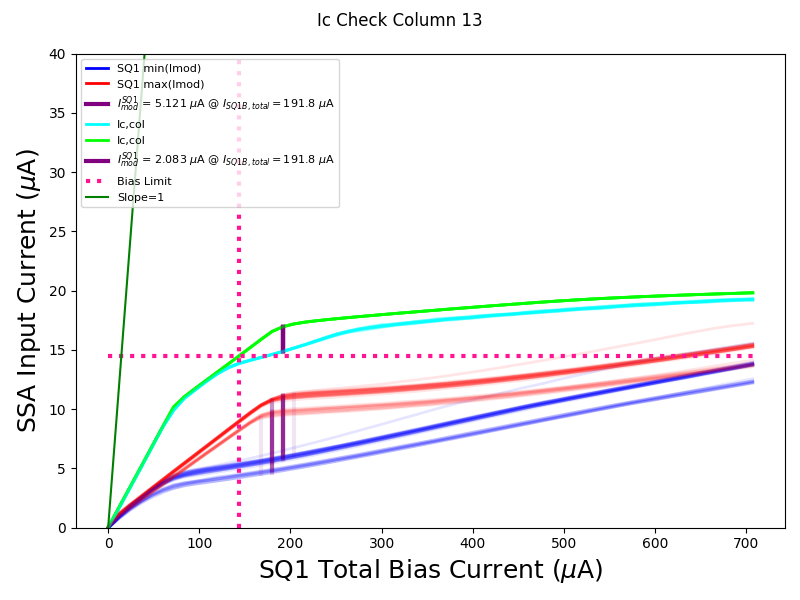 Ic Check Column 13
40
35
30
25
20
15
10
5
0
SSA Input Current (μA)
SQ1 min(Imod)
SQ1 max(Imod)
I_{mod}^{SQ1} = 5.121 μA @ I_{SQ1B, total} = 191.8 μA
Ic,col
Ic,col
I_{mod}^{SQ1} = 2.083 μA @ I_{SQ1B, total} = 191.8 μA
Bias Limit
Slope=1
0 100 200 300 400 500 600 700
SQ1 Total Bias Current (μA)